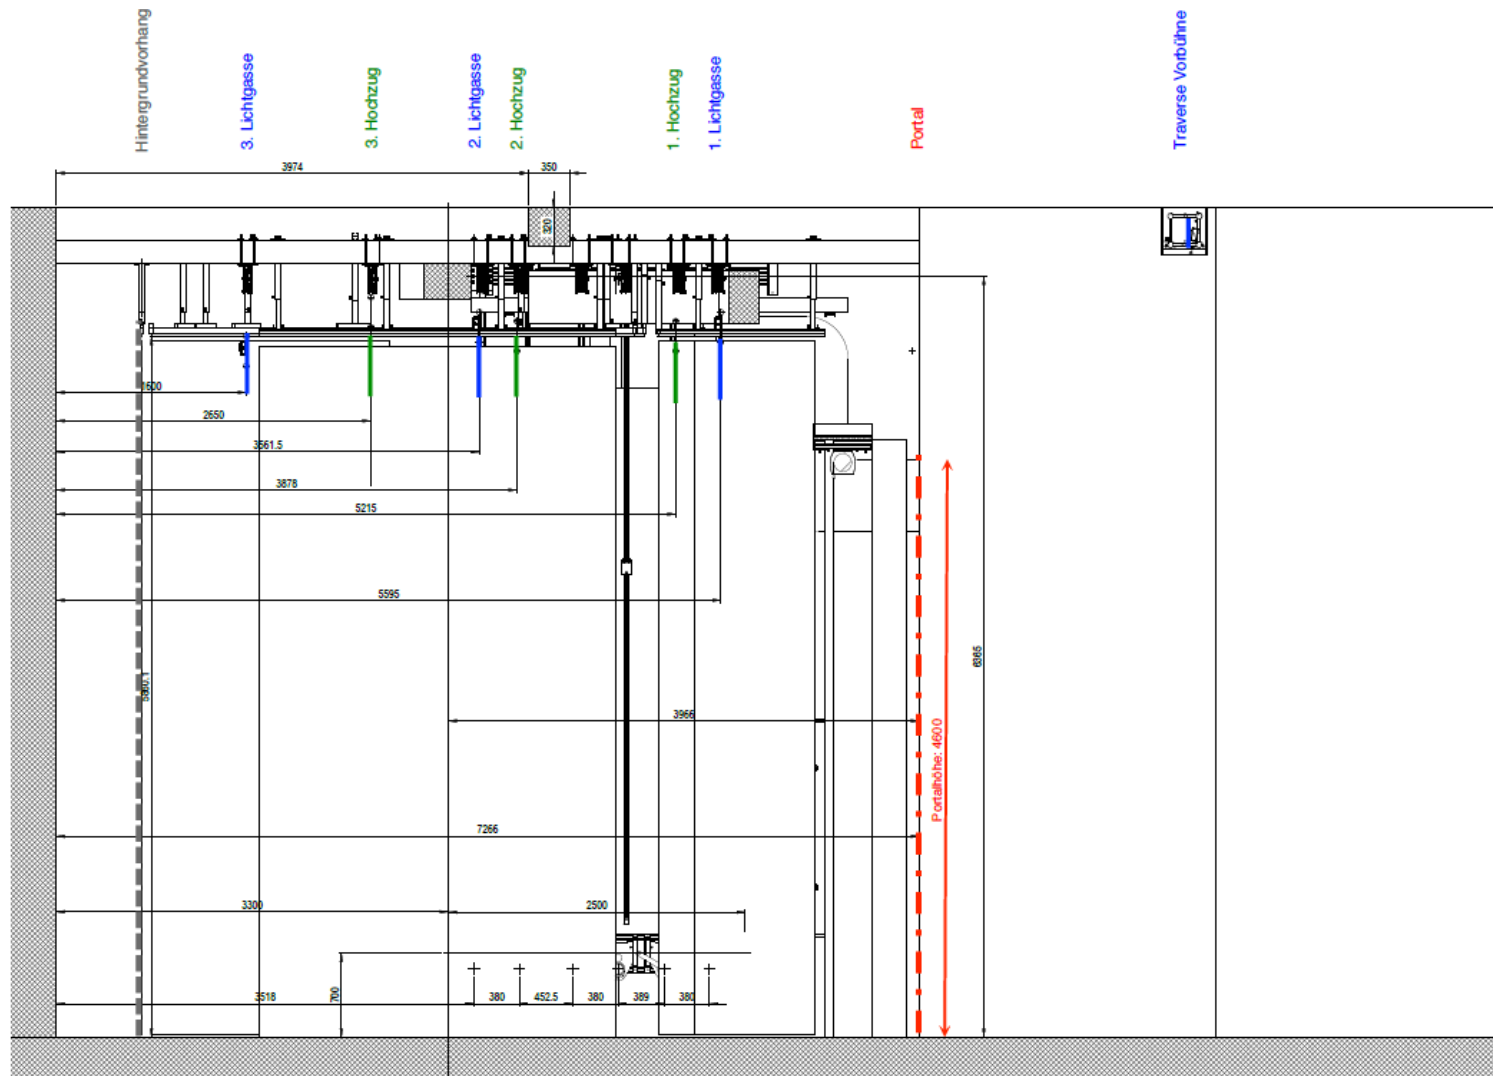 Hintergrundvorhang
3. Lichtgasse
3. Hochzug
2. Lichtgasse
2. Hochzug
1. Hochzug
1. Lichtgasse
Portal
Traverse Vorbühne
3974
350
320
1600
2650
3561.5
3878
5215
5595
6365
5880.1
3966
Portalhöhe: 4600
7266
3300
2500
3518
700
380
452.5
380
389
380